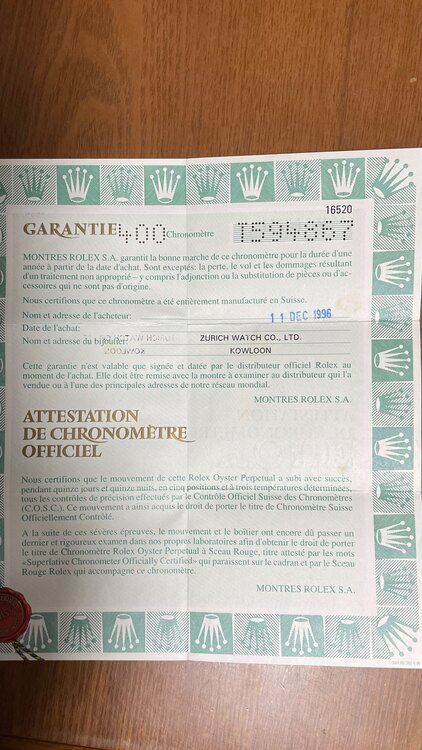 16520
GARANTIE 400 Chronomètre T594867
MONTRES ROLEX S.A. garantit la bonne marche de ce chronomètre pour la durée d'une
année à partir de la date d'achat. Sont exceptés: la perte, le vol et les dommages résultant
d'un traitement non approprié – y compris l'adjonction ou la substitution de pièces ou d'ac-
cessoires qui ne sont pas d'origine.
Nous certifions que ce chronomètre a été entièrement manufacturé en Suisse.
Nom et adresse de l'acheteur:
11 DEC 1996
Date de l'achat:
Nom et adresse du bijoutier: ZURICH WATCH CO., LTD.
KOWLOON
Cette garantie n'est valable que signée et datée par le distributeur officiel Rolex au
moment de l'achat. Elle doit être remise avec la montre à examiner au distributeur qui l'a
vendue ou à l'une des principales adresses de notre réseau mondial.
MONTRES ROLEX S.A.
ATTESTATION
DE CHRONOMÈTRE
OFFICIEL
Nous certifions que le mouvement de cette Rolex Oyster Perpetual a subi avec succès,
pendant quinze jours et quinze nuits, en cinq positions et à trois températures déterminées,
tous les contrôles de précision effectués par le Contrôle Officiel Suisse des Chronomètres
(C.O.S.C.). Ce mouvement a ainsi acquis le droit de porter le titre de Chronomètre Suisse
Officiellement Contrôlé.
A la suite de ces sévères épreuves, le mouvement et le boîtier ont encore dû passer un
dernier et rigoureux examen dans nos propres laboratoires afin d'obtenir le droit de porter
le titre de Chronomètre Rolex Oyster Perpetual à Sceau Rouge, titre attesté par les mots
«Superlative Chronometer Officially Certified» qui paraissent sur le cadran et par le Sceau
Rouge Rolex qui accompagne ce chronomètre.
MONTRES ROLEX S.A.